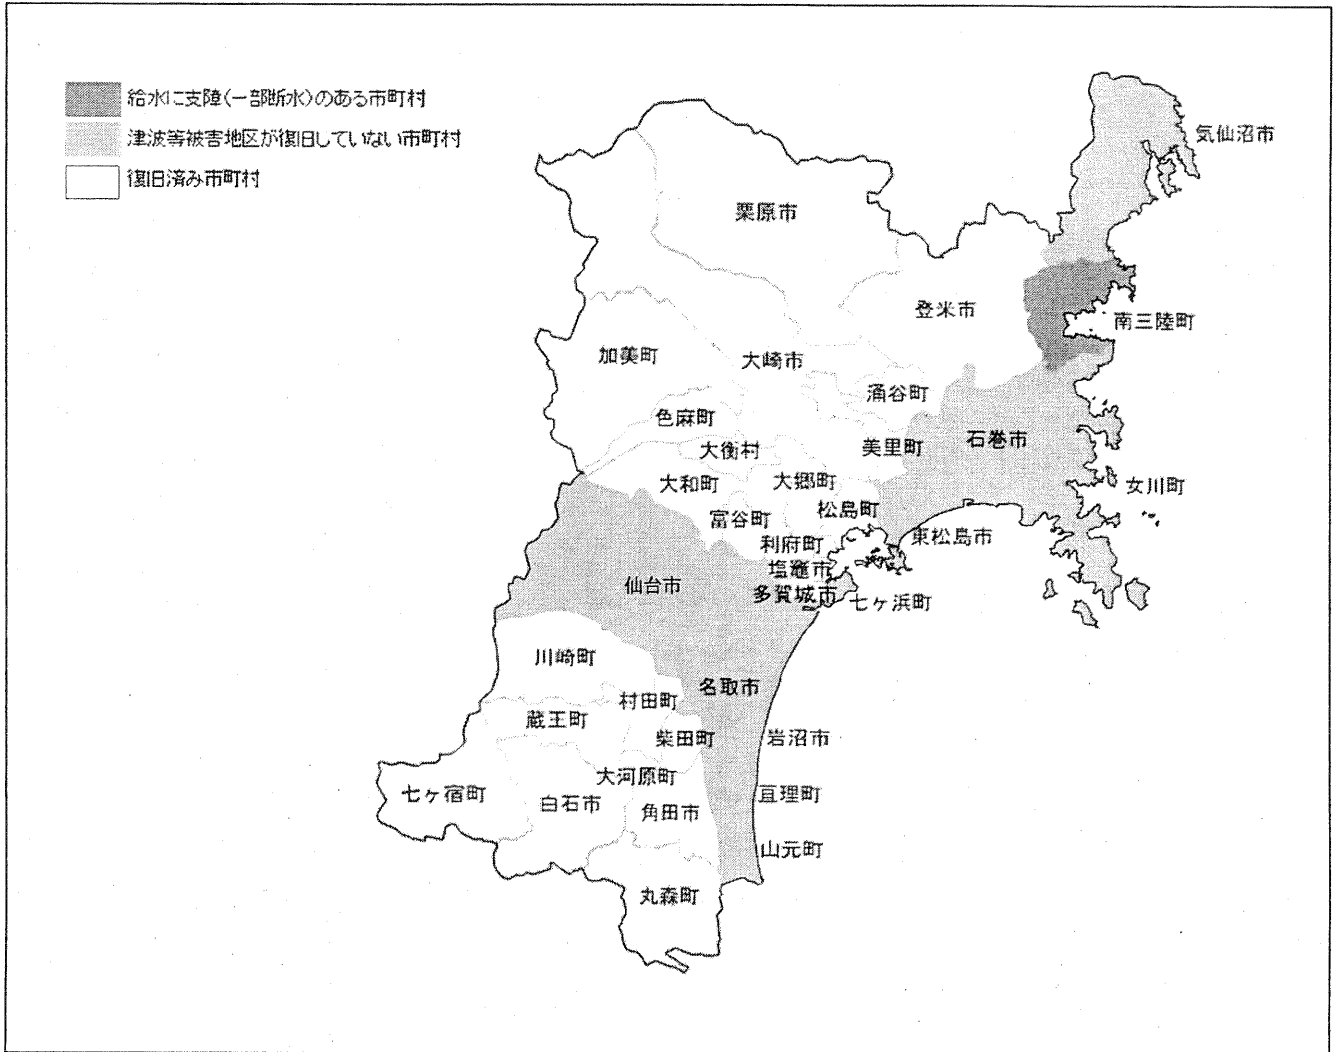 給水に支障(一部断水)のある市町村
津波等被害地区が復旧していない市町村
復旧済み市町村
気仙沼市
栗原市
登米市
南三陸町
加美町
大崎市
涌谷町
色麻町
石巻市
大衡村
美里町
大和町
大郷町
女川町
富谷町
松島町
利府町
東松島市
塩竈市
仙台市
多賀城市
七ヶ浜町
川崎町
名取市
村田町
蔵王町
柴田町
岩沼市
大河原町
七ヶ宿町
白石市
角田市
亘理町
山元町
丸森町